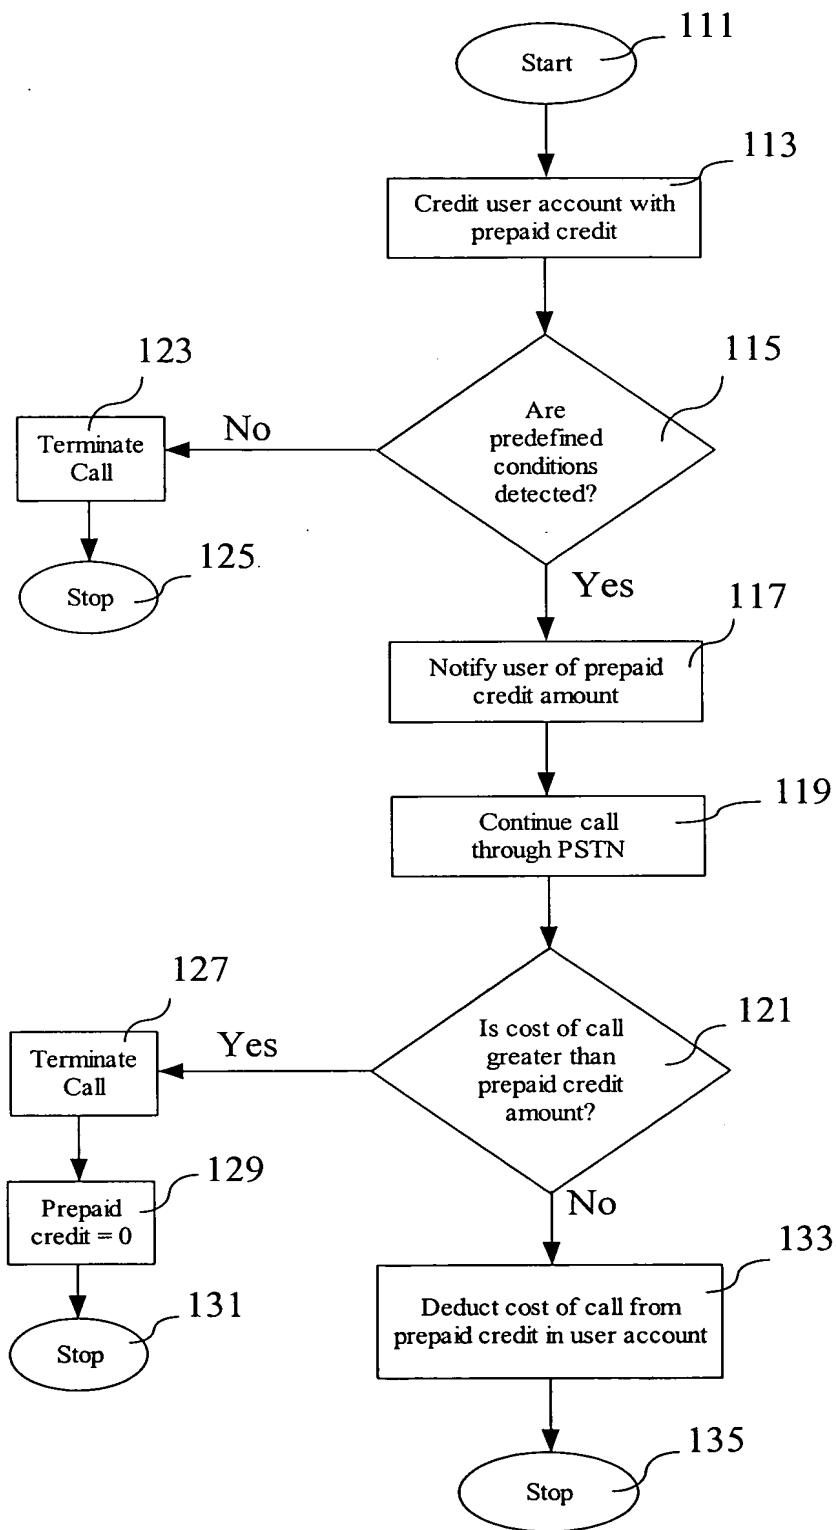 111
Start
113
Credit user account with
prepaid credit
115
Are
predefined
conditions
detected?
No
123
Terminate
Call
125
Stop
Yes
117
Notify user of prepaid
credit amount
119
Continue call
through PSTN
121
Is cost of call
greater than
prepaid credit
amount?
Yes
127
Terminate
Call
129
Prepaid
credit = 0
131
Stop
No
133
Deduct cost of call from
prepaid credit in user account
135
Stop